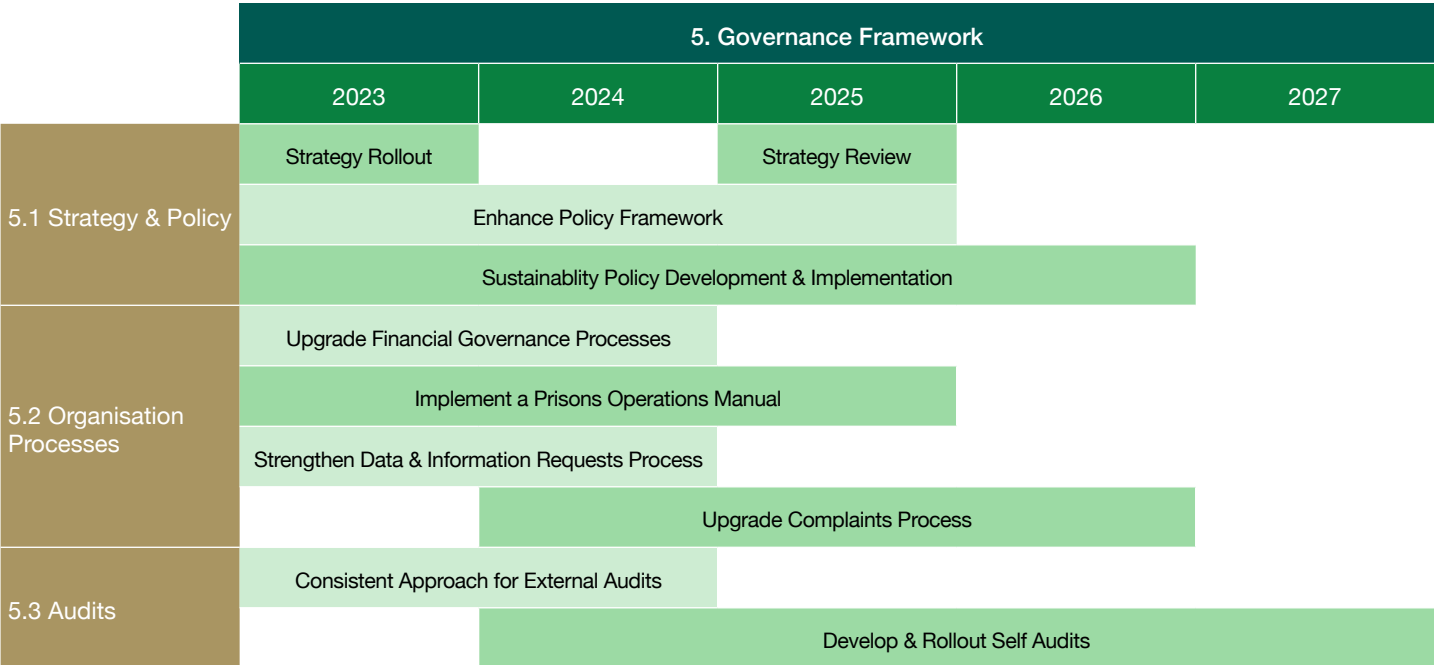 5. Governance Framework
2023 2024 2025 2026 2027
5.1 Strategy & Policy
Strategy Rollout Strategy Review
Enhance Policy Framework
Sustainablity Policy Development & Implementation
5.2 Organisation
Processes
Upgrade Financial Governance Processes
Implement a Prisons Operations Manual
Strengthen Data & Information Requests Process
Upgrade Complaints Process
5.3 Audits
Consistent Approach for External Audits
Develop & Rollout Self Audits